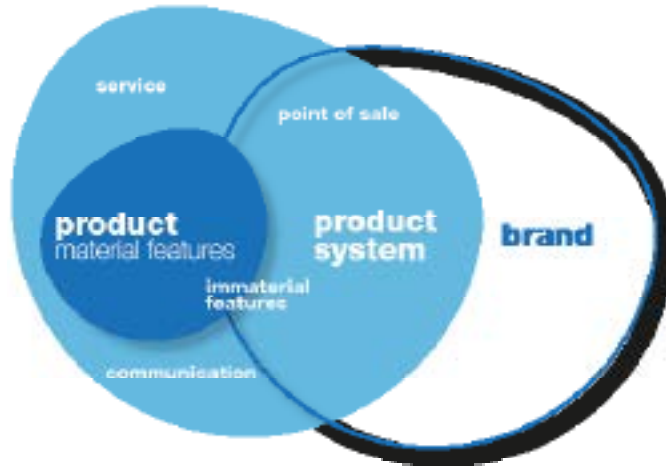 service
point of sale
product
material features
product
system
brand
immaterial
features
communication